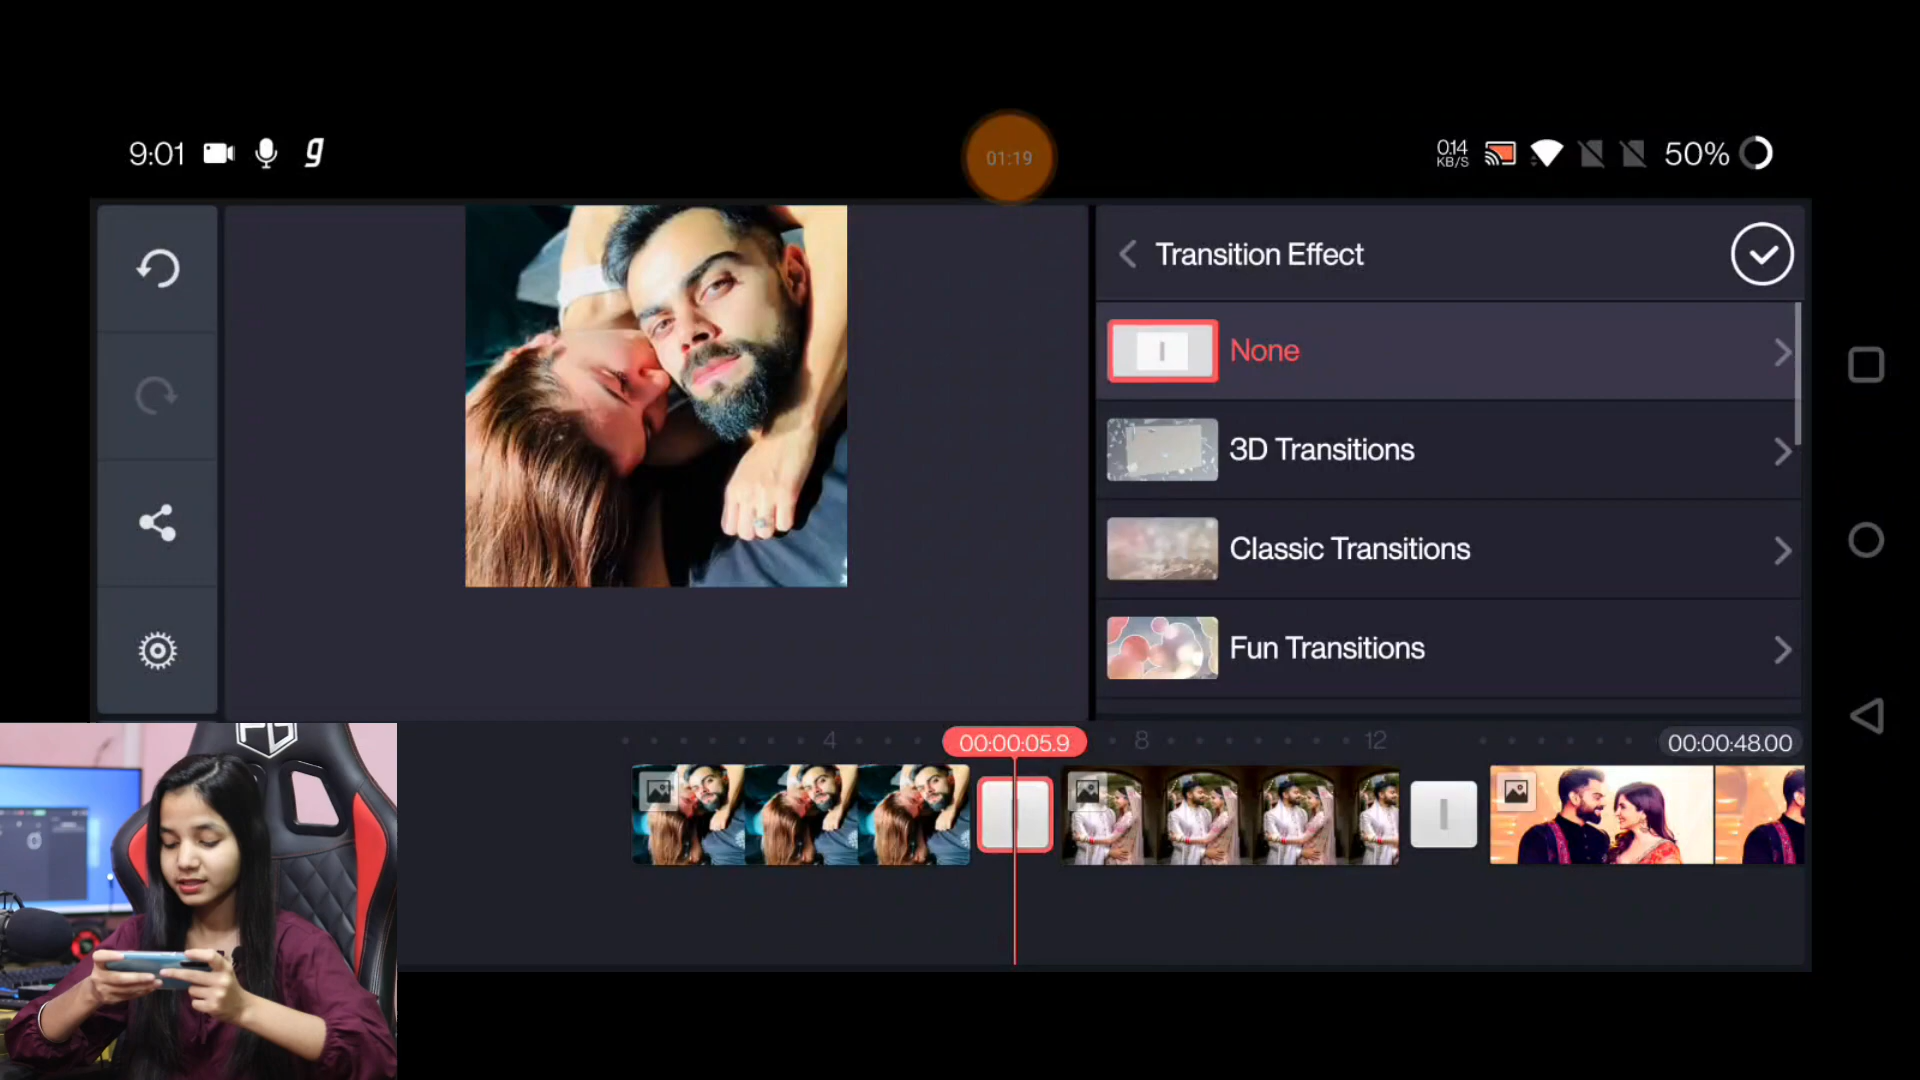 9:01
01:19
0.14
KB/S
50%
Transition Effect
None
3D Transitions
Classic Transitions
Fun Transitions
4
00:00:05.9
8
12
00:00:48.00
PG